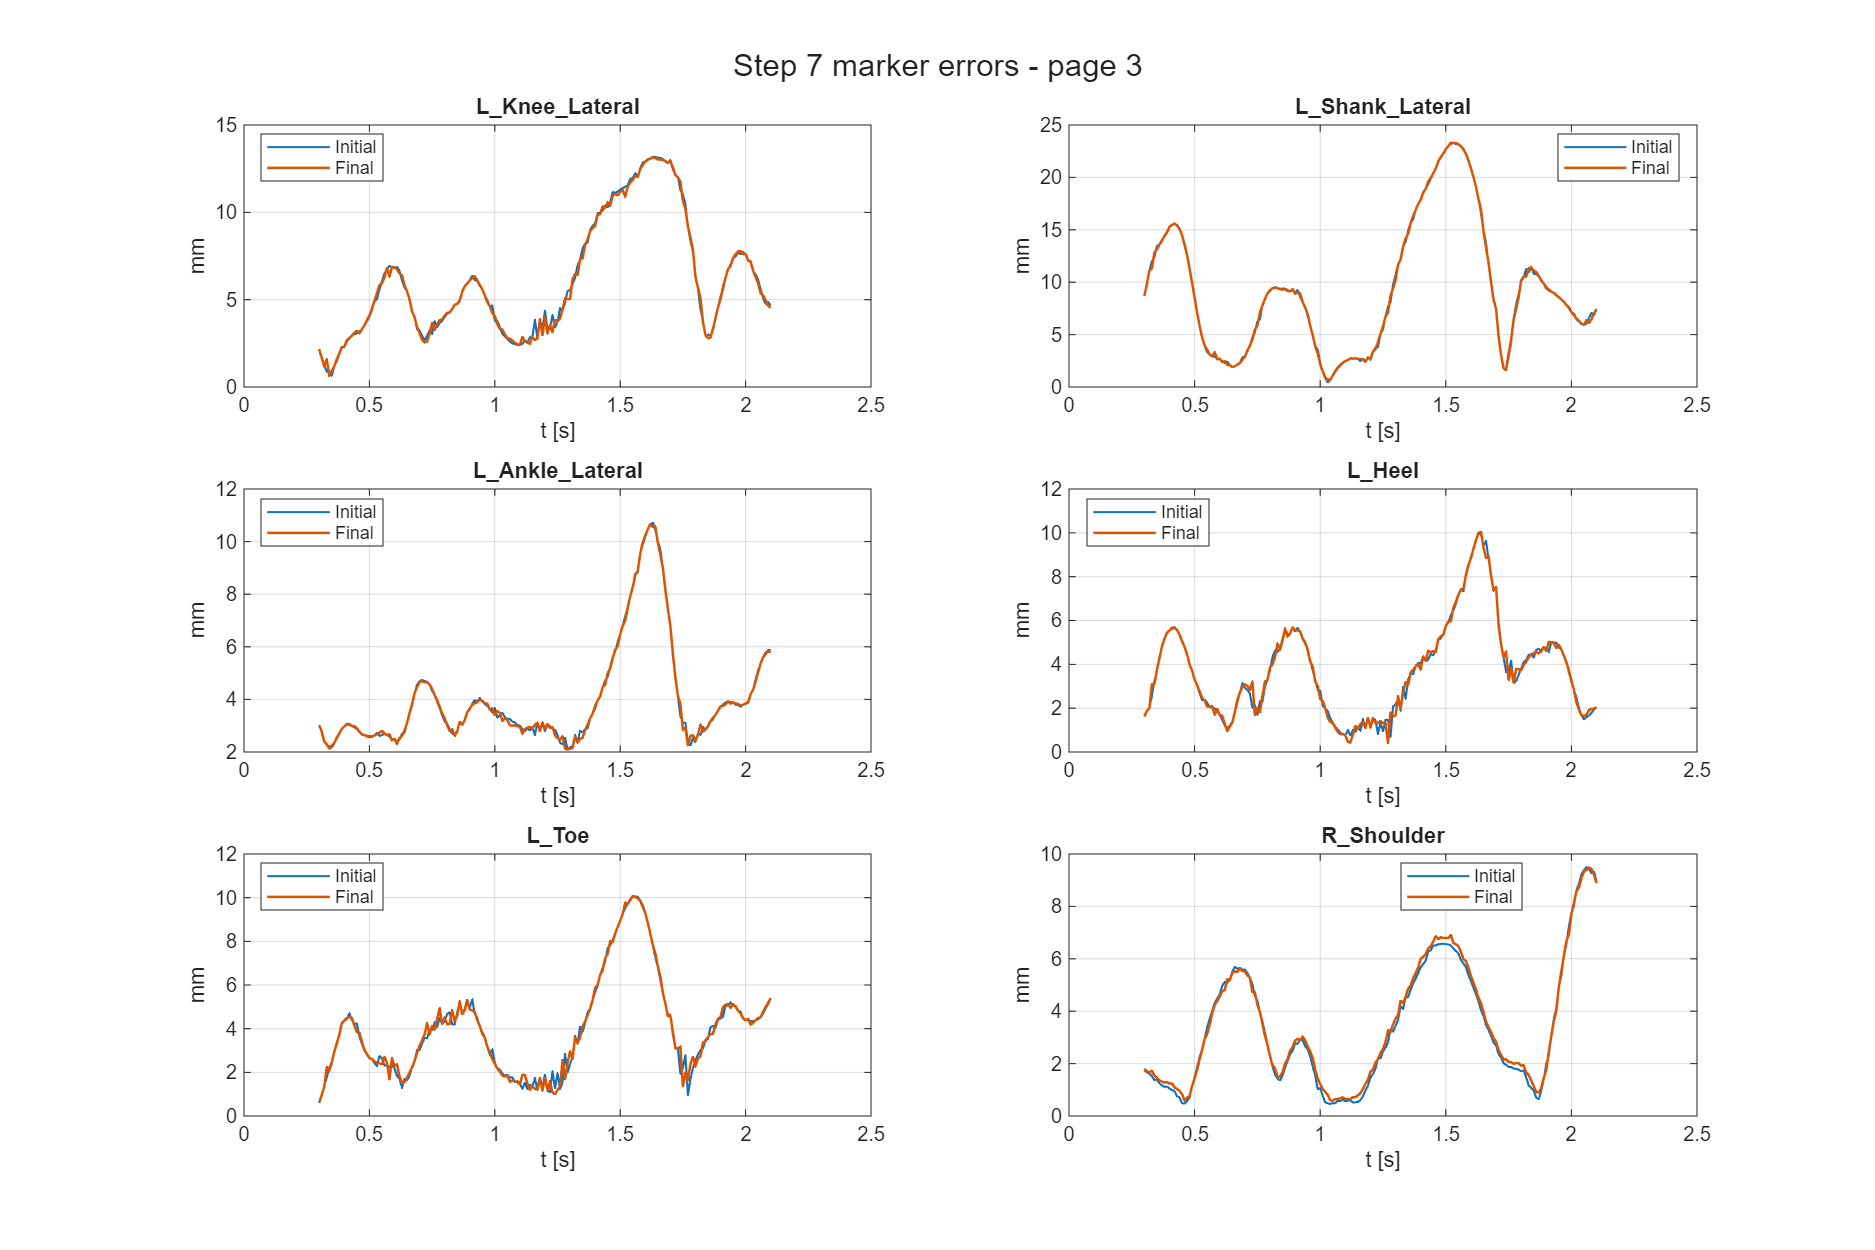 Step 7 marker errors - page 3
L_Knee_Lateral
15
10
5
0
mm
Initial
Final
0 0.5 1 1.5 2 2.5
t [s]
L_Shank_Lateral
25
20
15
10
5
0
mm
Initial
Final
0 0.5 1 1.5 2 2.5
t [s]
L_Ankle_Lateral
12
10
8
6
4
2
mm
Initial
Final
0 0.5 1 1.5 2 2.5
t [s]
L_Heel
12
10
8
6
4
2
0
mm
Initial
Final
0 0.5 1 1.5 2 2.5
t [s]
L_Toe
12
10
8
6
4
2
0
mm
Initial
Final
0 0.5 1 1.5 2 2.5
t [s]
R_Shoulder
10
8
6
4
2
0
mm
Initial
Final
0 0.5 1 1.5 2 2.5
t [s]